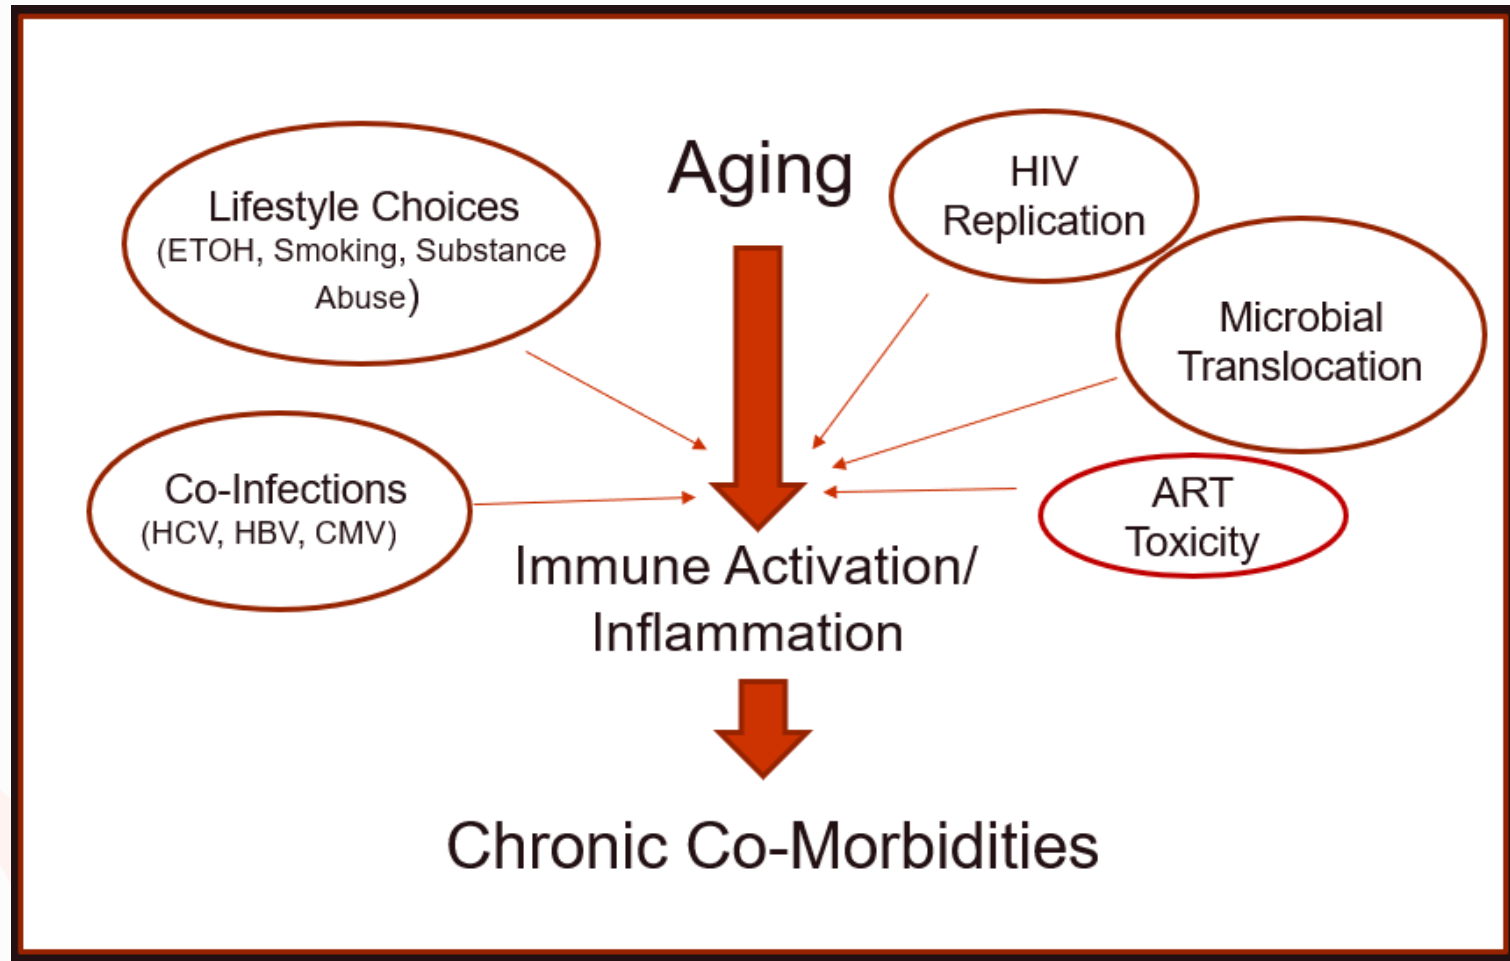 Aging
Lifestyle Choices
(ETOH, Smoking, Substance
Abuse)
HIV
Replication
Microbial
Translocation
Co-Infections
(HCV, HBV, CMV)
ART
Toxicity
Immune Activation/
Inflammation
Chronic Co-Morbidities